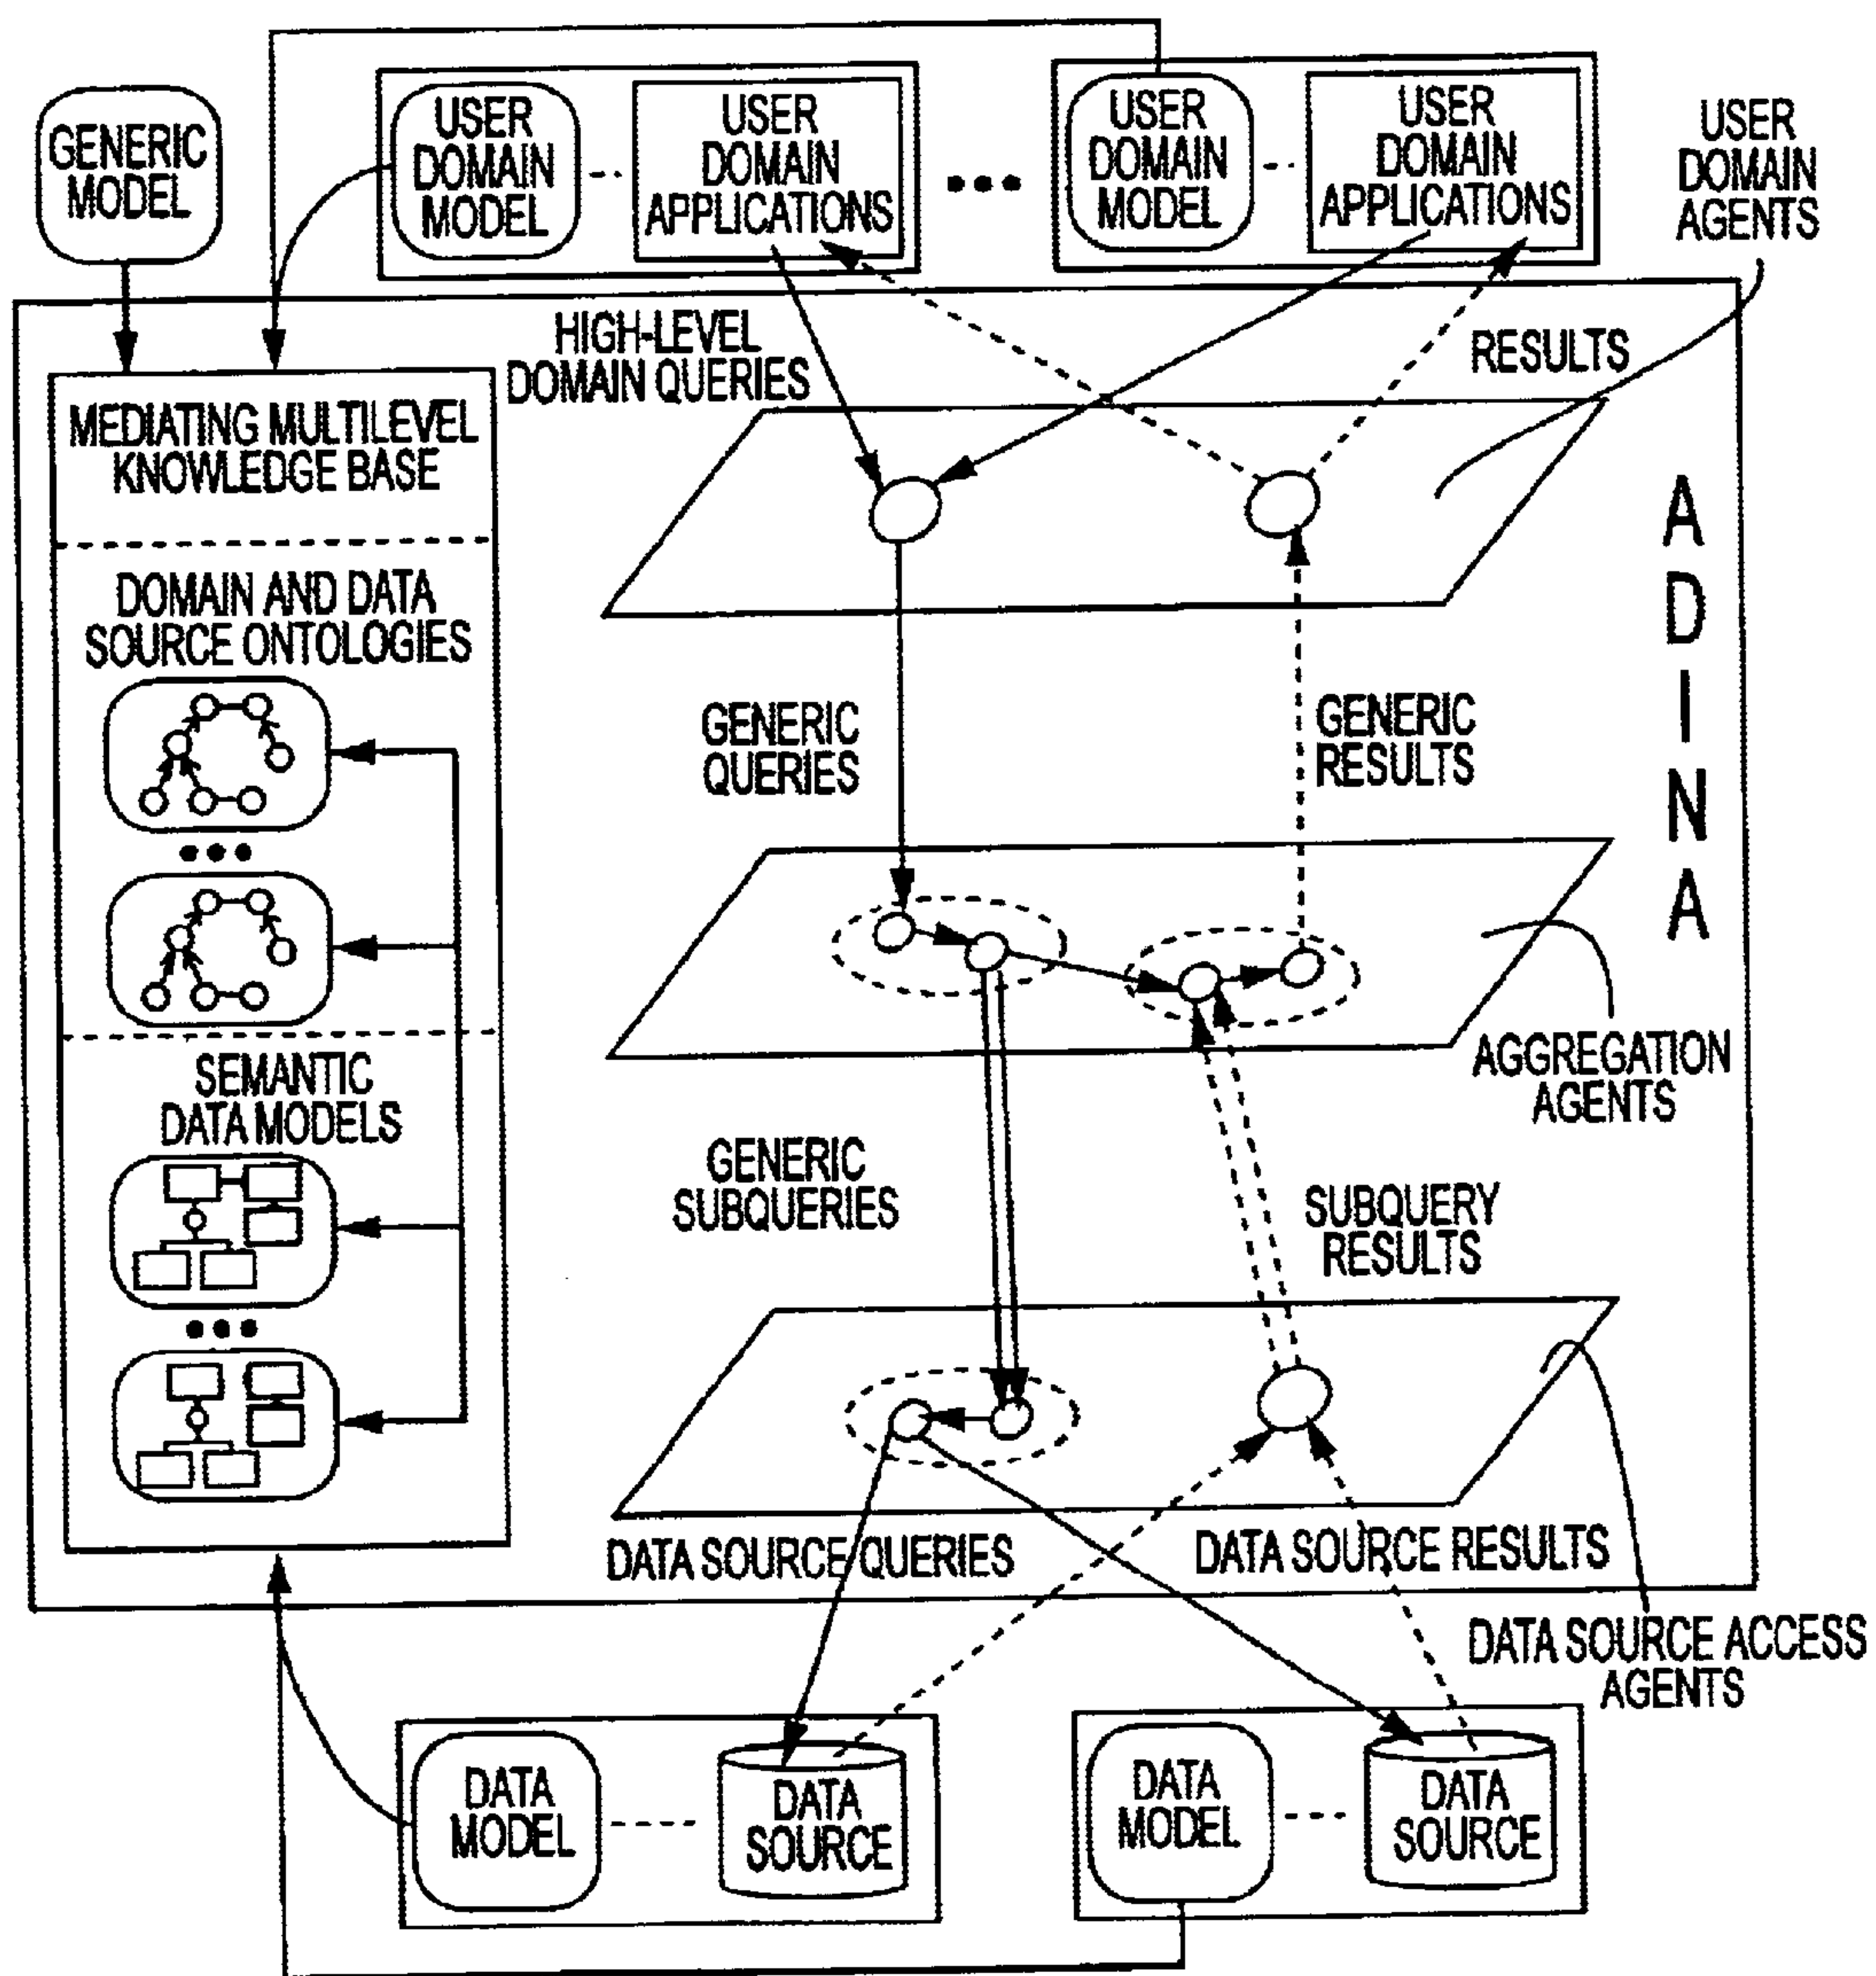 GENERIC
MODEL
USER
DOMAIN
MODEL
USER
DOMAIN
APPLICATIONS
USER
DOMAIN
MODEL
USER
DOMAIN
APPLICATIONS
USER
DOMAIN
AGENTS
HIGH-LEVEL
DOMAIN QUERIES
RESULTS
MEDIATING MULTILEVEL
KNOWLEDGE BASE
DOMAIN AND DATA
SOURCE ONTOLOGIES
SEMANTIC
DATA MODELS
GENERIC
QUERIES
GENERIC
RESULTS
ADINA
AGGREGATION
AGENTS
GENERIC
SUBQUERIES
SUBQUERY
RESULTS
DATA SOURCE QUERIES
DATA SOURCE RESULTS
DATA SOURCE ACCESS
AGENTS
DATA
MODEL
DATA
SOURCE
DATA
MODEL
DATA
SOURCE